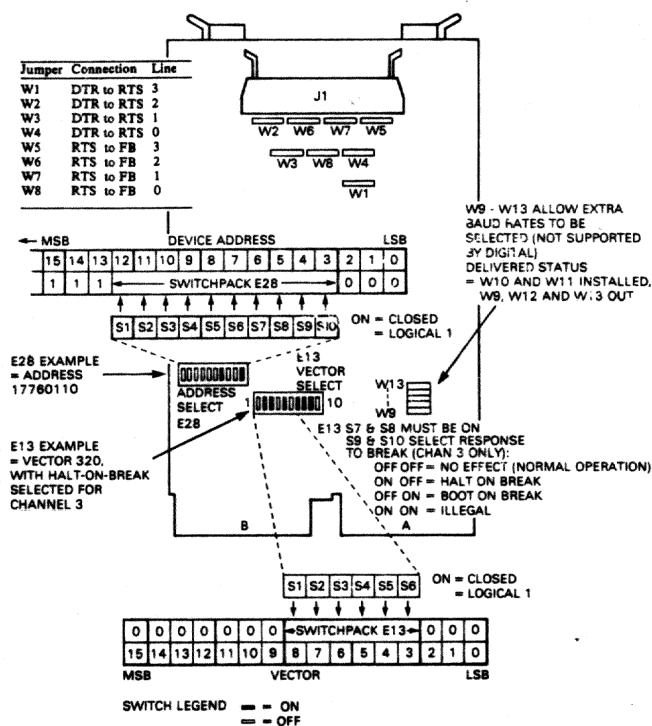 Jumper Connection Line
W1 DTR to RTS 3
W2 DTR to RTS 2
W3 DTR to RTS 1
W4 DTR to RTS 0
W5 RTS to FB 3
W6 RTS to FB 2
W7 RTS to FB 1
W8 RTS to FB 0
J1
W2 W6 W7 W5
W3 W8 W4
W1
W9 - W13 ALLOW EXTRA
BAUD RATES TO BE
SELECTED (NOT SUPPORTED
BY DIGITAL)
DELIVERED STATUS
= W10 AND W11 INSTALLED,
W9, W12 AND W13 OUT
MSB DEVICE ADDRESS LSB
15 14 13 12 11 10 9 8 7 6 5 4 3 2 1 0
1 1 1 SWITCHPACK E28 0 0 0
S1 S2 S3 S4 S5 S6 S7 S8 S9 S10
ON = CLOSED
= LOGICAL 1
E28 EXAMPLE
= ADDRESS
17760110
ADDRESS
SELECT
E28
E13
VECTOR
SELECT
1 10
W13
W9
E13 EXAMPLE
= VECTOR 320,
WITH HALT-ON-BREAK
SELECTED FOR
CHANNEL 3
E13 S7 & S8 MUST BE ON
S9 & S10 SELECT RESPONSE
TO BREAK (CHAN 3 ONLY):
OFF OFF = NO EFFECT (NORMAL OPERATION)
ON OFF = HALT ON BREAK
OFF ON = BOOT ON BREAK
ON ON = ILLEGAL
B A
S1 S2 S3 S4 S5 S6
ON = CLOSED
= LOGICAL 1
0 0 0 0 0 0 0 SWITCHPACK E13 0 0 0
15 14 13 12 11 10 9 8 7 6 5 4 3 2 1 0
MSB VECTOR LSB
SWITCH LEGEND = ON
= OFF